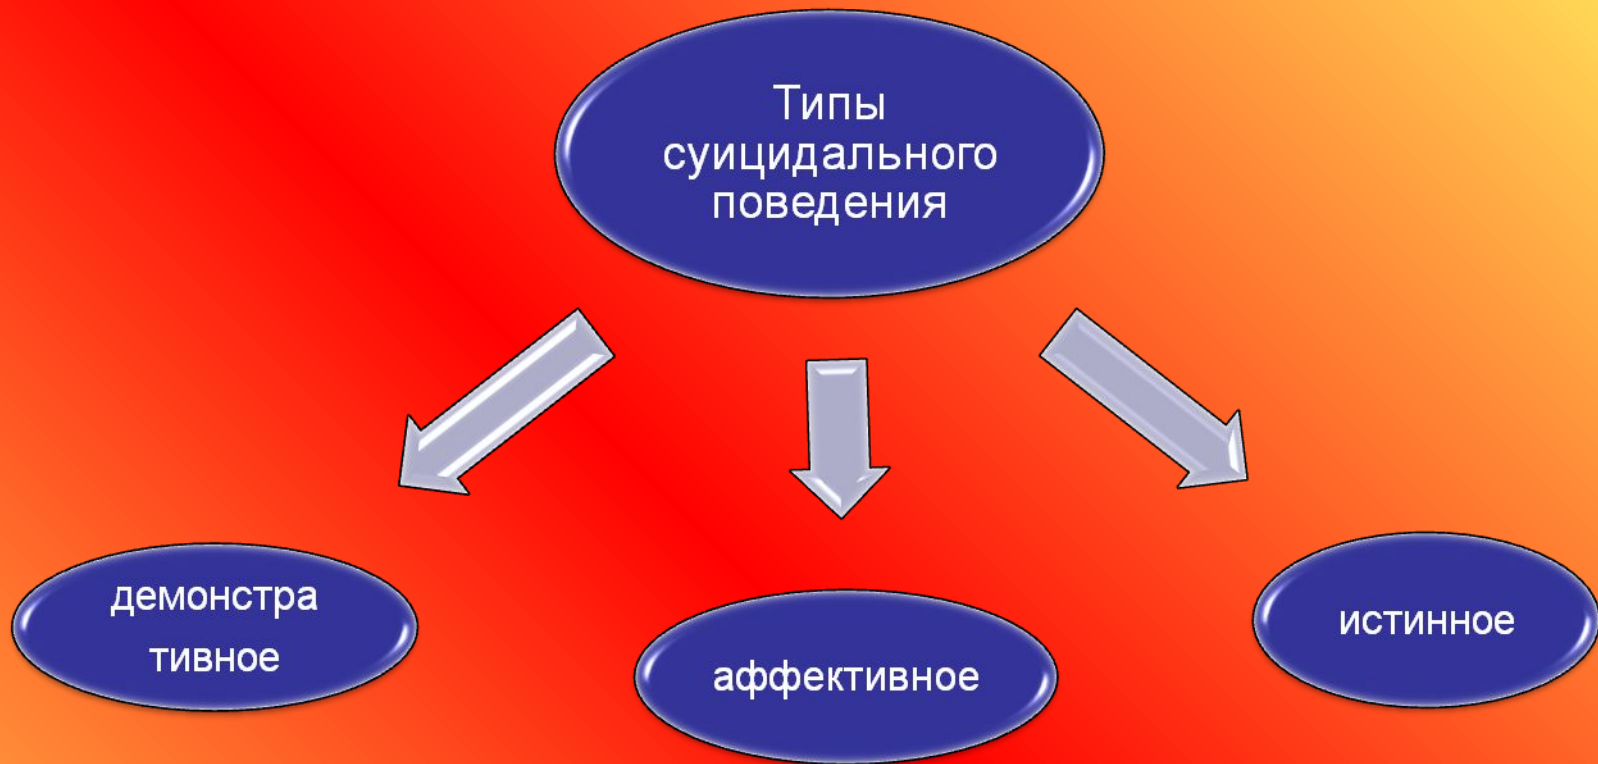 Типы
суицидального
поведения
демонстра
тивное
аффективное
истинное